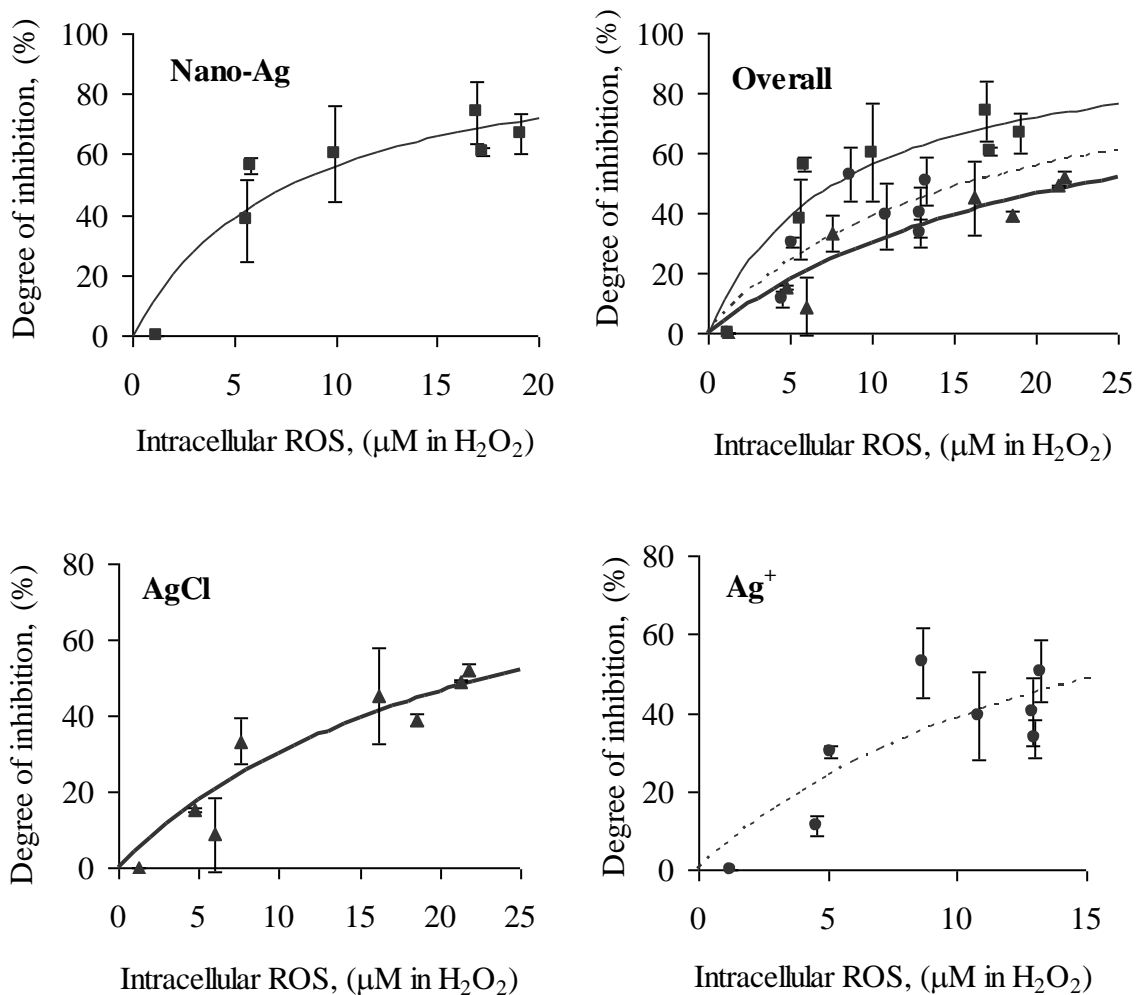 Nano-Ag
Degree of inhibition, (%)
100
80
60
40
20
0
0 5 10 15 20
Intracellular ROS, (μM in H₂O₂)
Overall
Degree of inhibition, (%)
100
80
60
40
20
0
0 5 10 15 20 25
Intracellular ROS, (μM in H₂O₂)
AgCl
Degree of inhibition, (%)
80
60
40
20
0
0 5 10 15 20 25
Intracellular ROS, (μM in H₂O₂)
Ag⁺
Degree of inhibition, (%)
80
60
40
20
0
0 5 10 15
Intracellular ROS, (μM in H₂O₂)